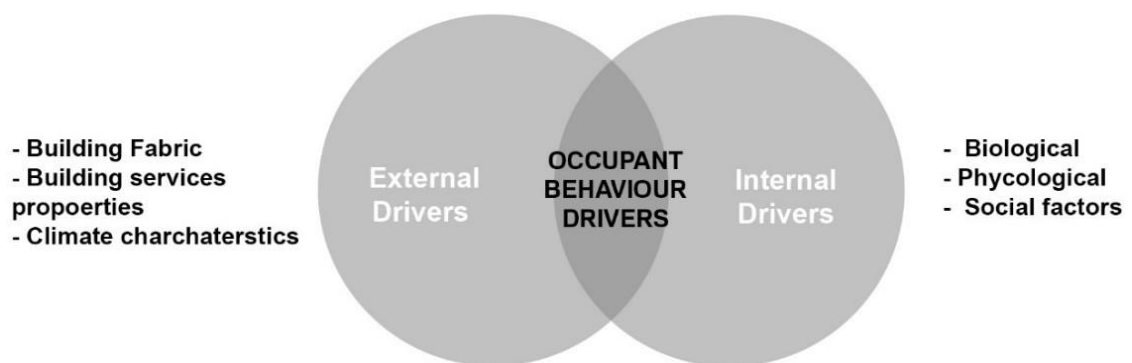 - Building Fabric
- Building services
propoerties
- Climate charchaterstics
External
Drivers
OCCUPANT
BEHAVIOUR
DRIVERS
Internal
Drivers
- Biological
- Phycological
- Social factors